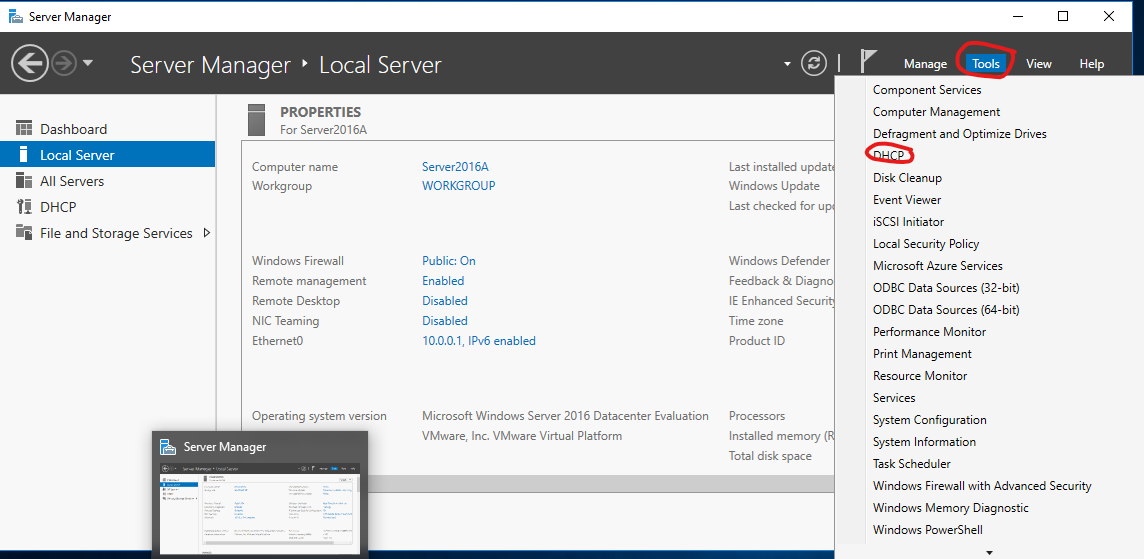 Server Manager
Server Manager ‣ Local Server
Manage Tools View Help
Dashboard
Local Server
All Servers
DHCP
File and Storage Services
PROPERTIES
For Server2016A
Computer name Server2016A Last installed update
Workgroup WORKGROUP Windows Update
Last checked for upd
Windows Firewall Public: On Windows Defender
Remote management Enabled Feedback & Diagno
Remote Desktop Disabled IE Enhanced Security
NIC Teaming Disabled Time zone
Ethernet0 10.0.0.1, IPv6 enabled Product ID
Operating system version Microsoft Windows Server 2016 Datacenter Evaluation Processors
VMware, Inc. VMware Virtual Platform Installed memory (R
Total disk space
Component Services
Computer Management
Defragment and Optimize Drives
DHCP
Disk Cleanup
Event Viewer
iSCSI Initiator
Local Security Policy
Microsoft Azure Services
ODBC Data Sources (32-bit)
ODBC Data Sources (64-bit)
Performance Monitor
Print Management
Resource Monitor
Services
System Configuration
System Information
Task Scheduler
Windows Firewall with Advanced Security
Windows Memory Diagnostic
Windows PowerShell
Server Manager
Server Manager • Local Server